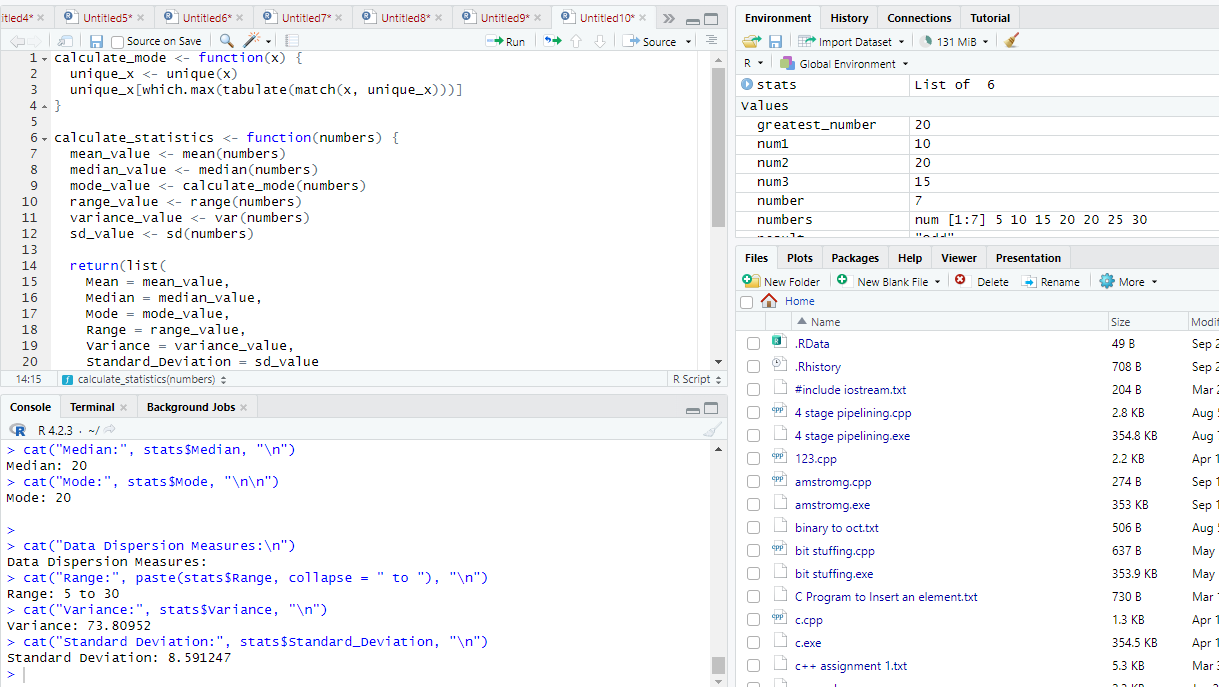 itled4* Untitled5* Untitled6* Untitled7* Untitled8* Untitled9* Untitled10*
Source on Save Run Source
1 calculate_mode <- function(x) {
2 unique_x <- unique(x)
3 unique_x[which.max(tabulate(match(x, unique_x)))]
4 }
5
6 calculate_statistics <- function(numbers) {
7 mean_value <- mean(numbers)
8 median_value <- median(numbers)
9 mode_value <- calculate_mode(numbers)
10 range_value <- range(numbers)
11 variance_value <- var(numbers)
12 sd_value <- sd(numbers)
13
14 return(list(
15 Mean = mean_value,
16 Median = median_value,
17 Mode = mode_value,
18 Range = range_value,
19 Variance = variance_value,
20 Standard_Deviation = sd_value
14:15 calculate_statistics(numbers) R Script
Console Terminal Background Jobs
R 4.2.3 · ~/
> cat("Median:", stats$Median, "\n")
Median: 20
> cat("Mode:", stats$Mode, "\n\n")
Mode: 20
>
> cat("Data Dispersion Measures:\n")
Data Dispersion Measures:
> cat("Range:", paste(stats$Range, collapse = " to "), "\n")
Range: 5 to 30
> cat("Variance:", stats$Variance, "\n")
Variance: 73.80952
> cat("Standard Deviation:", stats$Standard_Deviation, "\n")
Standard Deviation: 8.591247
>
Environment History Connections Tutorial
Import Dataset 131 MiB
R Global Environment
stats List of 6
Values
greatest_number 20
num1 10
num2 20
num3 15
number 7
numbers num [1:7] 5 10 15 20 20 25 30
result "Odd"
Files Plots Packages Help Viewer Presentation
New Folder New Blank File Delete Rename More
Home
Name Size Modif
.RData 49 B Sep 2
.Rhistory 708 B Sep 2
#include iostream.txt 204 B Mar 2
4 stage pipelining.cpp 2.8 KB Aug
4 stage pipelining.exe 354.8 KB Aug 7
123.cpp 2.2 KB Apr 1
amstromg.cpp 274 B Sep 1
amstromg.exe 353 KB Sep 1
binary to oct.txt 506 B Aug
bit stuffing.cpp 637 B May
bit stuffing.exe 353.9 KB May
C Program to Insert an element.txt 730 B Mar 1
c.cpp 1.3 KB Apr 1
c.exe 354.5 KB Apr 1
c++ assignment 1.txt 5.3 KB Mar 3